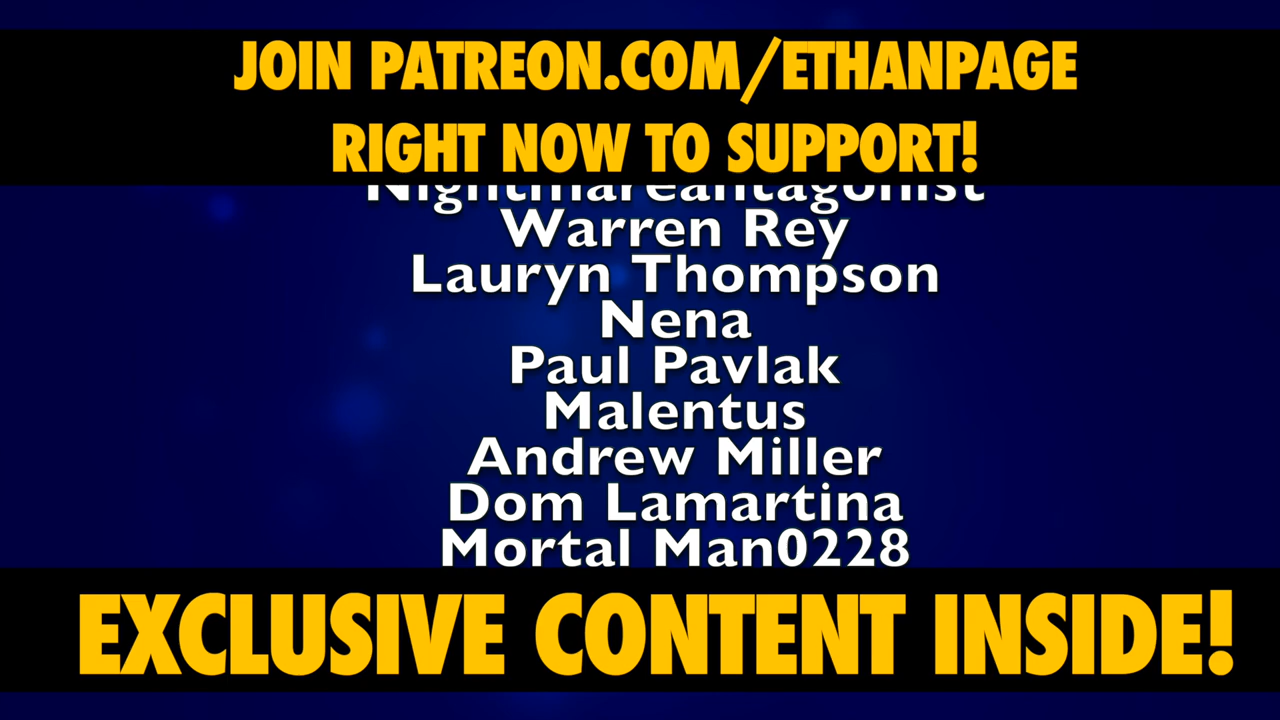 JOIN PATREON.COM/ETHANPAGE
RIGHT NOW TO SUPPORT!
Nightmareantagonist
Warren Rey
Lauryn Thompson
Nena
Paul Pavlak
Malentus
Andrew Miller
Dom Lamartina
Mortal Man0228
EXCLUSIVE CONTENT INSIDE!